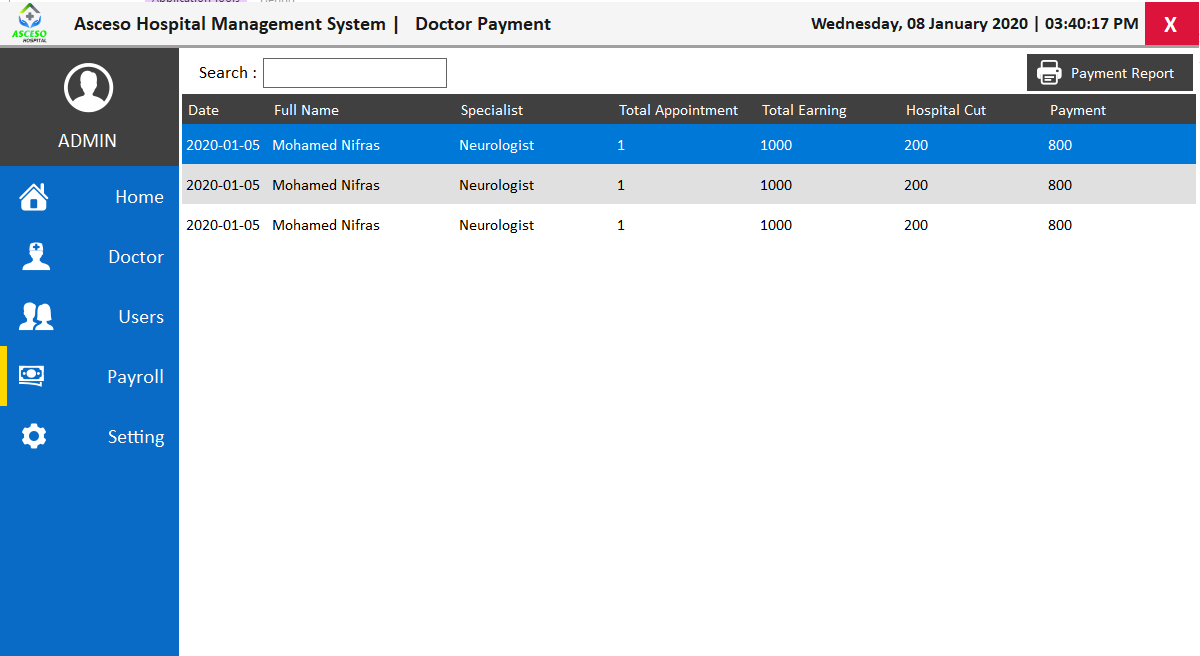 Asceso Hospital Management System | Doctor Payment
Wednesday, 08 January 2020 | 03:40:17 PM
X
ASCESO
HOSPITAL
ADMIN
Home
Doctor
Users
Payroll
Setting
Search :
Payment Report
Date Full Name Specialist Total Appointment Total Earning Hospital Cut Payment
2020-01-05 Mohamed Nifras Neurologist 1 1000 200 800
2020-01-05 Mohamed Nifras Neurologist 1 1000 200 800
2020-01-05 Mohamed Nifras Neurologist 1 1000 200 800